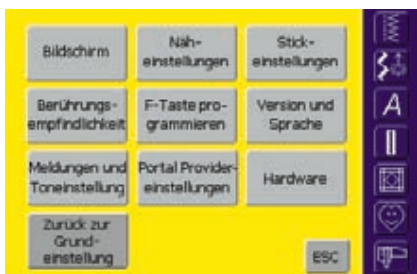 Bildschirm
Näh-
einstellungen
Stick-
einstellungen
Berührungs-
empfindlichkeit
F-Taste pro-
grammieren
Version und
Sprache
Meldungen und
Toneinstellung
Portal Provider-
einstellungen
Hardware
Zurück zur
Grund-
einstellung
ESC
A